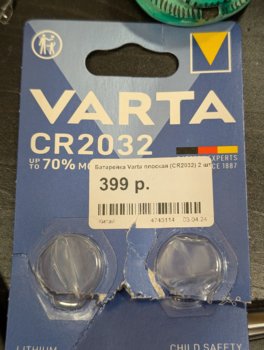 VARTA
CR2032
UP TO 70% MO
EXPERTS
SINCE 1887
Батарейка Varta плоская (CR2032) 2 шт
399 р.
Китай 4740114 03.04.24
LITHIUM
CHILD SAFETY